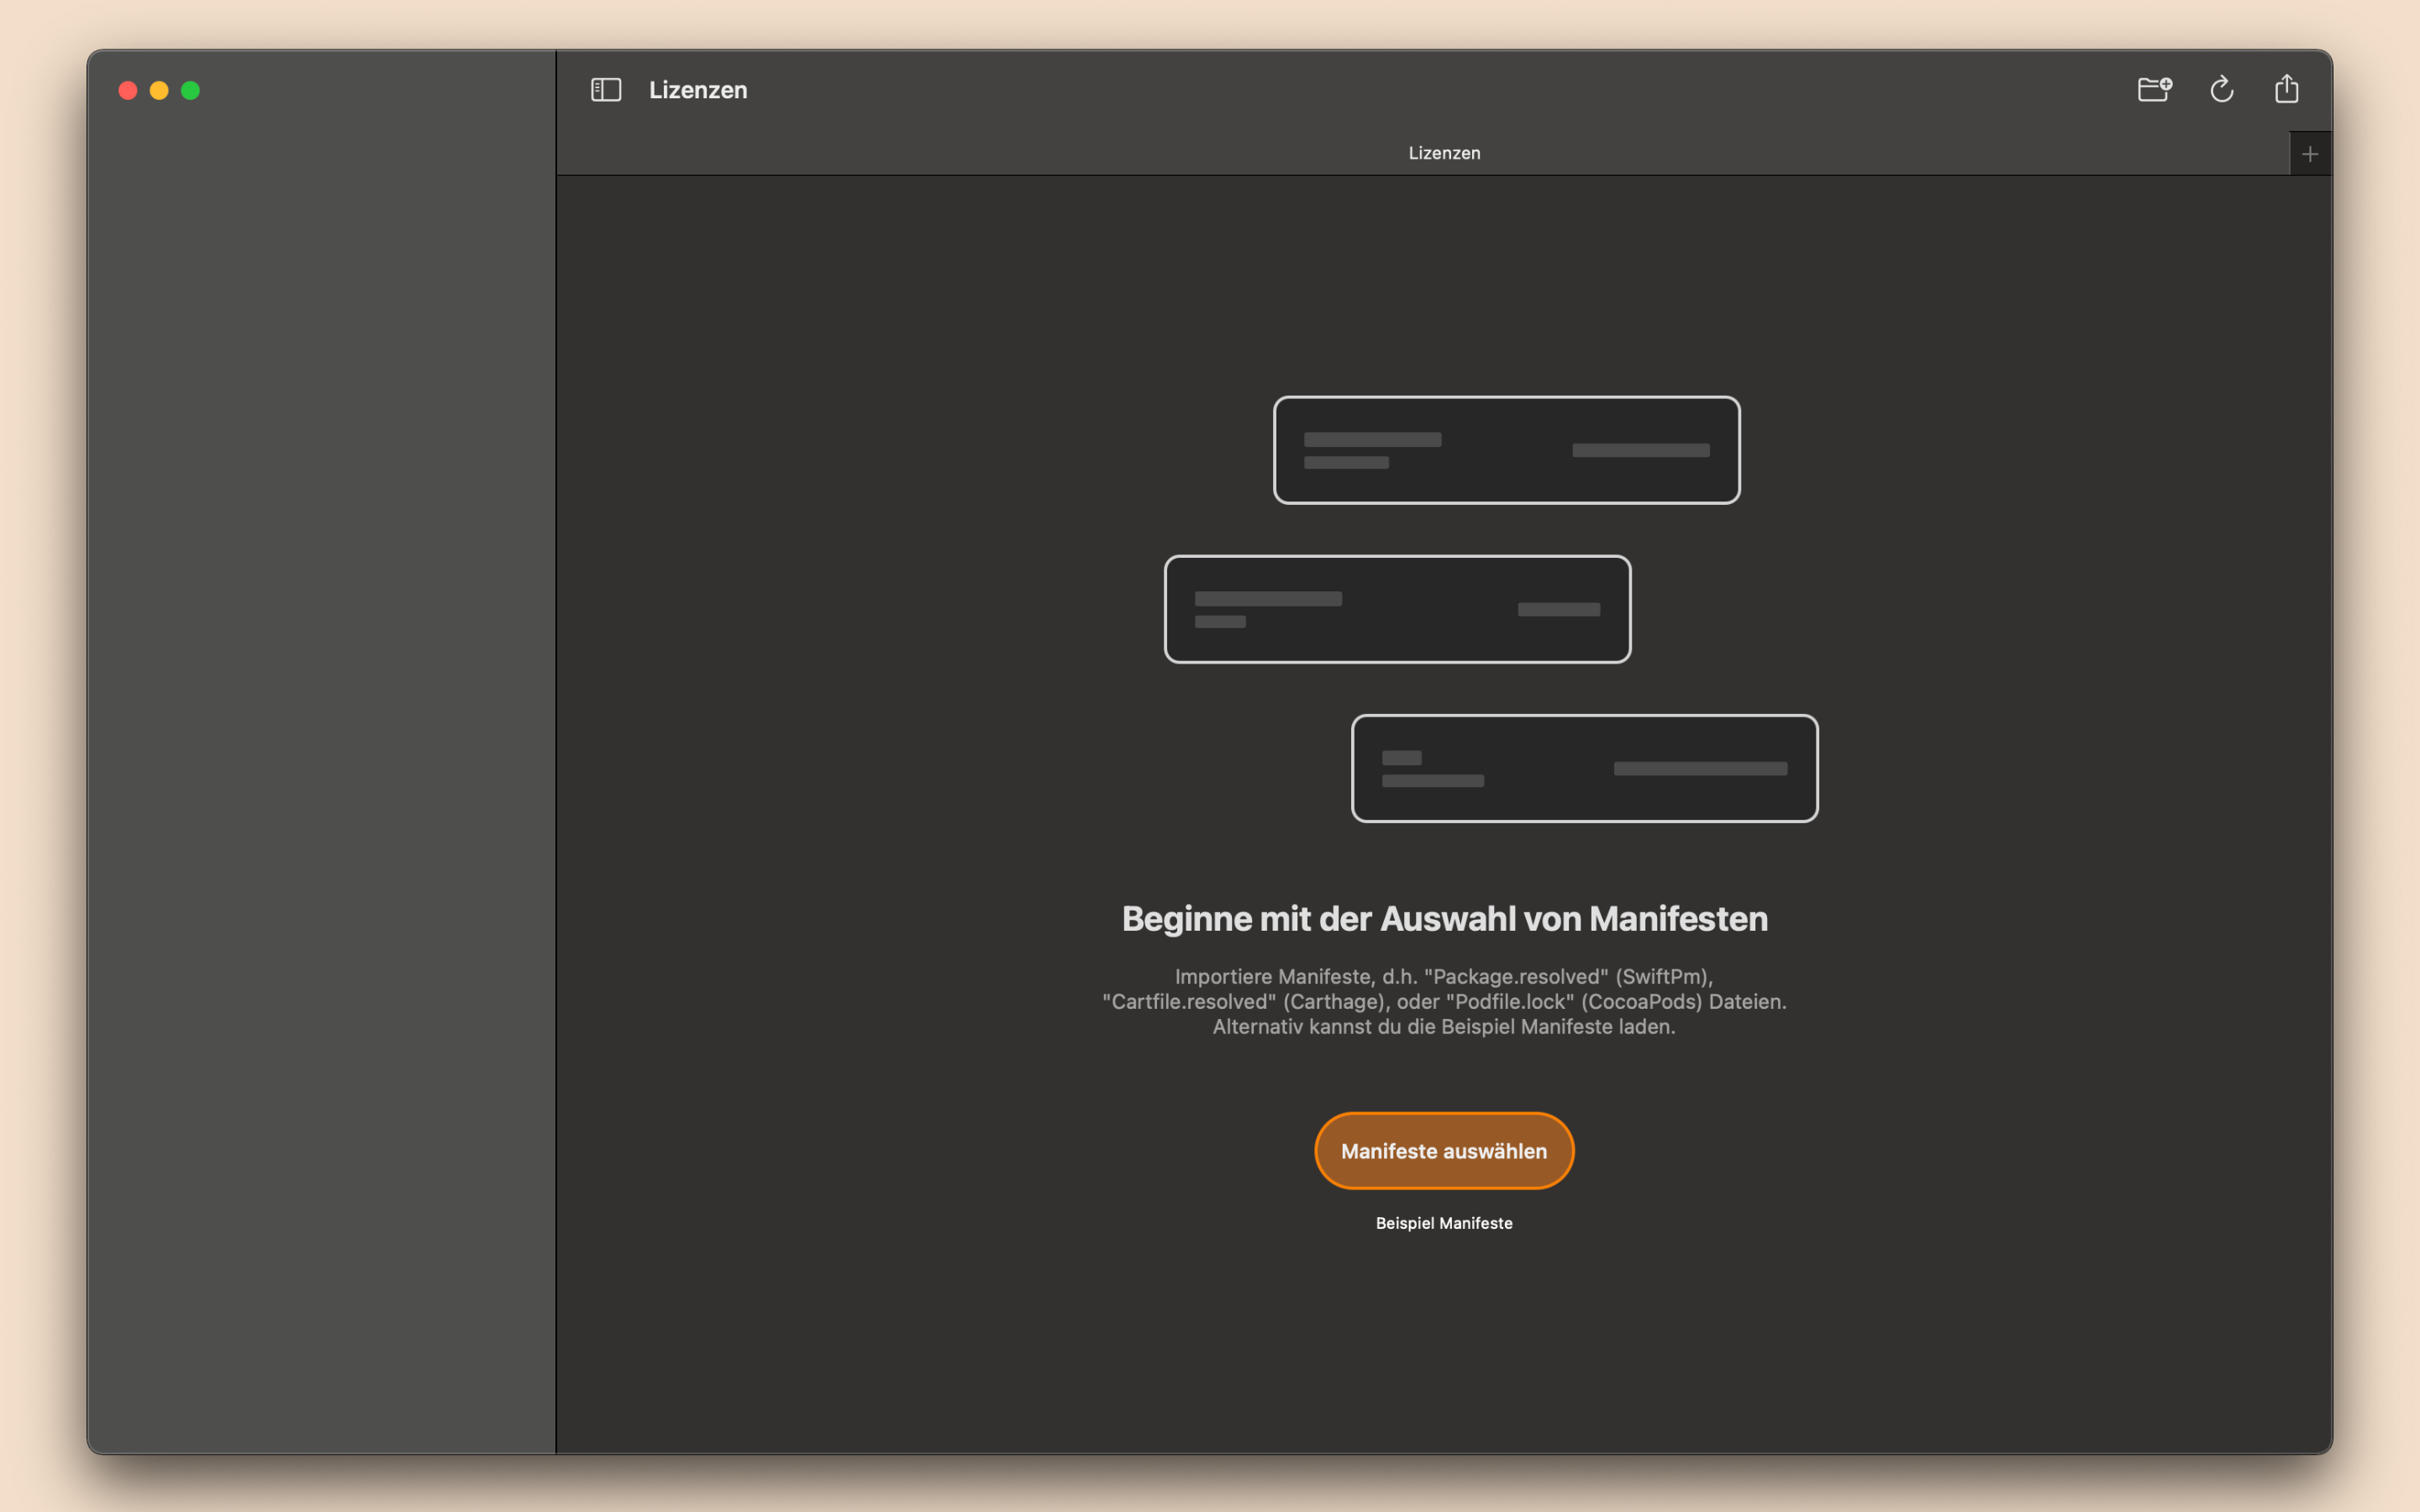 Lizenzen
Lizenzen
Beginne mit der Auswahl von Manifesten
Importiere Manifeste, d.h. "Package.resolved" (SwiftPm),
"Cartfile.resolved" (Carthage), oder "Podfile.lock" (CocoaPods) Dateien.
Alternativ kannst du die Beispiel Manifeste laden.
Manifeste auswählen
Beispiel Manifeste